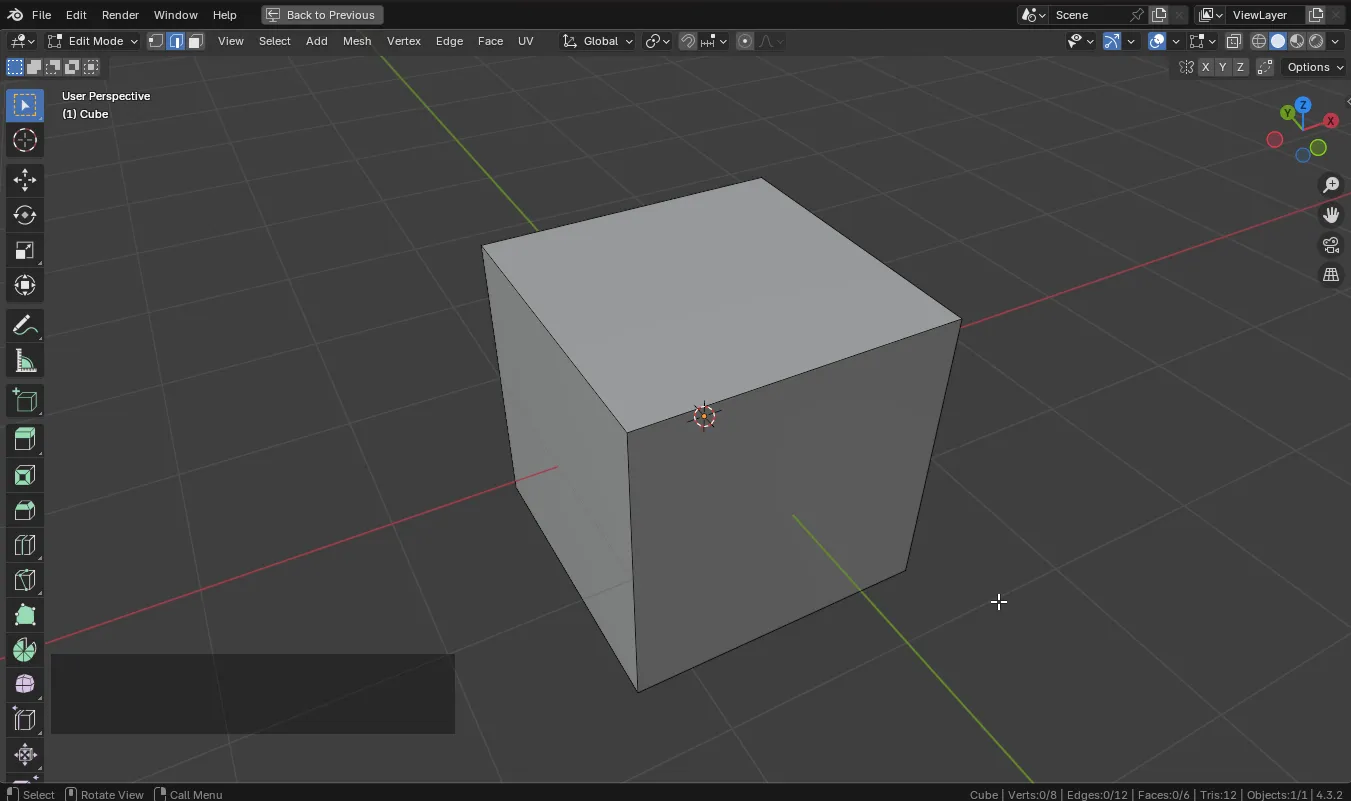 File Edit Render Window Help Back to Previous Scene ViewLayer
Edit Mode View Select Add Mesh Vertex Edge Face UV Global
X Y Z Options
User Perspective
(1) Cube
Z
Y
X
Select Rotate View Call Menu Cube | Verts:0/8 | Edges:0/12 | Faces:0/6 | Tris:12 | Objects:1/1 | 4.3.2